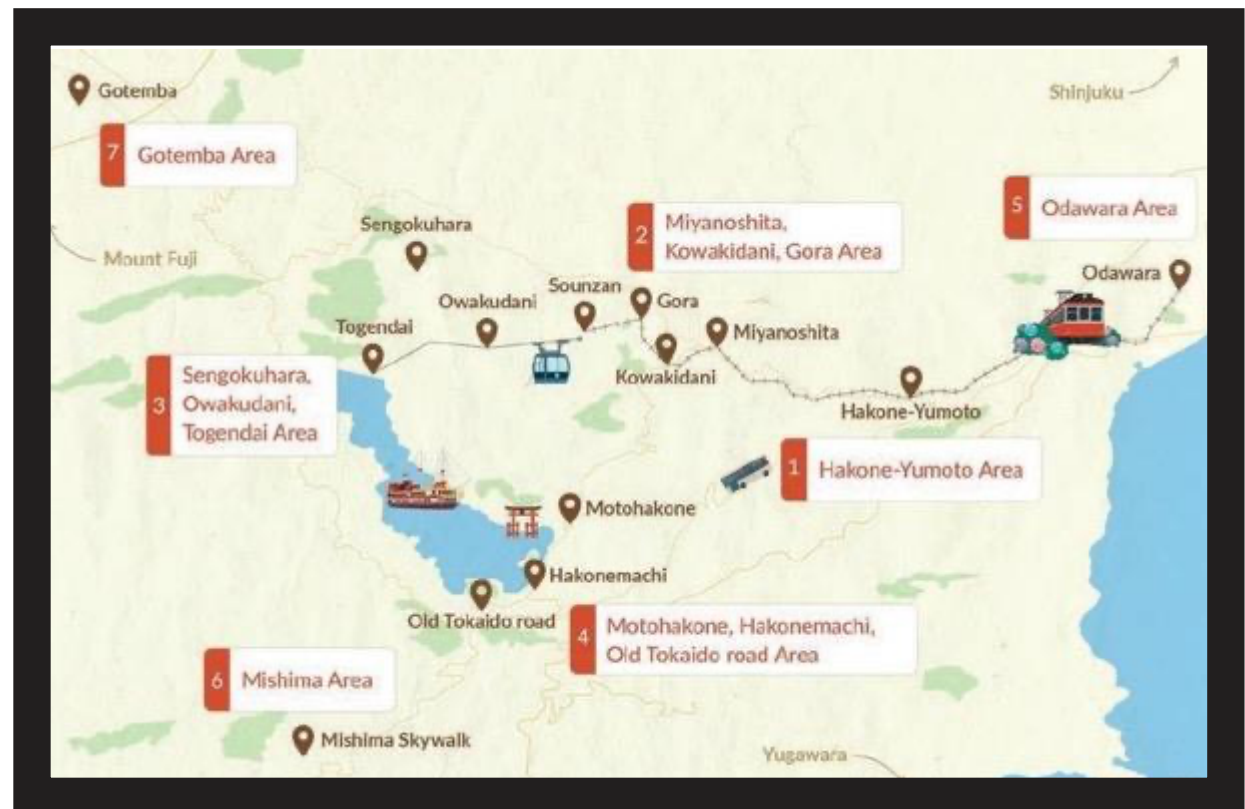 Gotemba
Shinjuku
7
Gotemba Area
5
Odawara Area
Sengokuhara
2
Miyanoshita,
Kowakidani, Gora Area
Mount Fuji
Odawara
Sounzan
Owakudani
Gora
Togendai
Miyanoshita
3
Sengokuhara,
Owakudani,
Togendai Area
Kowakidani
Hakone-Yumoto
1
Hakone-Yumoto Area
Motohakone
Hakonemachi
Old Tokaido road
4
Motohakone, Hakonemachi,
Old Tokaido road Area
6
Mishima Area
Mishima Skywalk
Yugawara